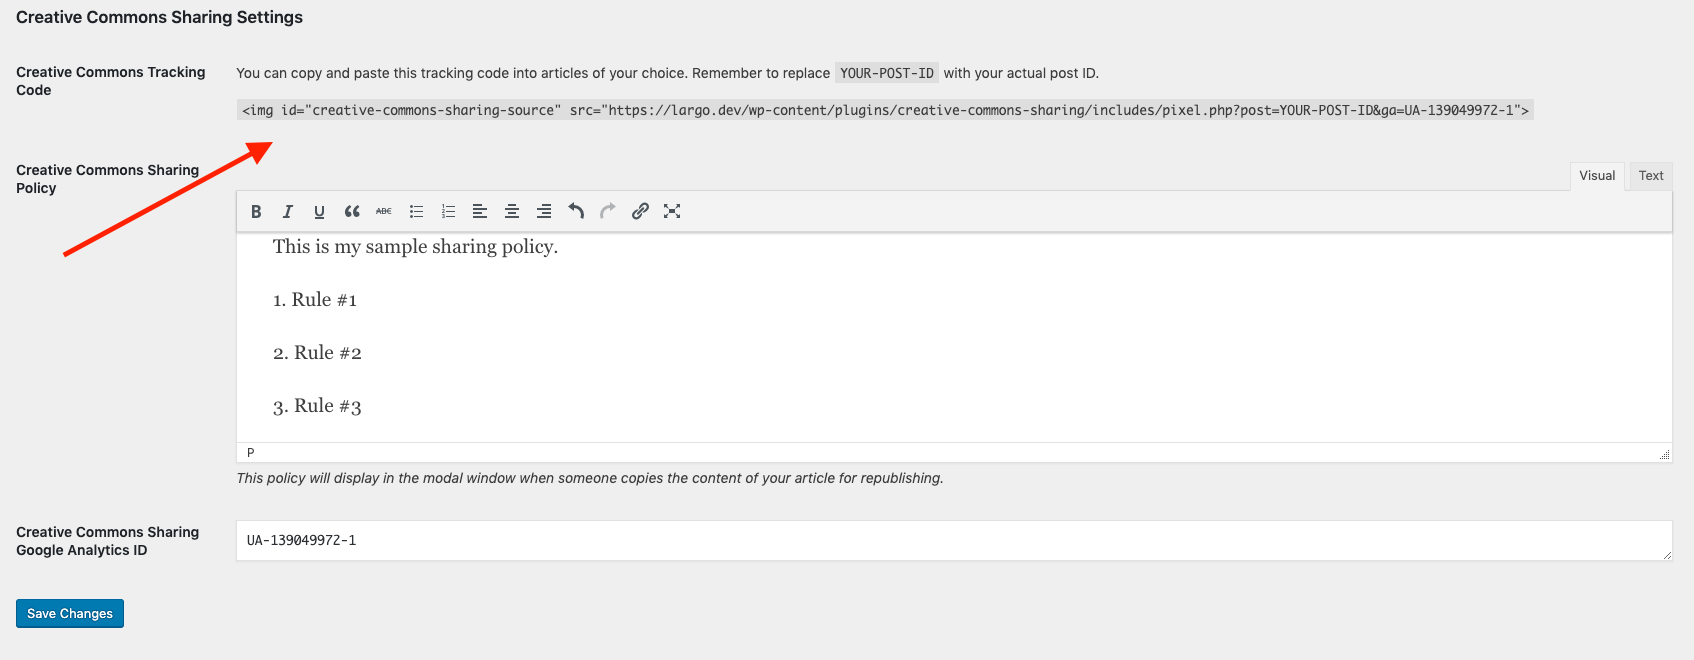 Creative Commons Sharing Settings
Creative Commons Tracking
Code
You can copy and paste this tracking code into articles of your choice. Remember to replace YOUR-POST-ID with your actual post ID.
<img id="creative-commons-sharing-source" src="https://largo.dev/wp-content/plugins/creative-commons-sharing/includes/pixel.php?post=YOUR-POST-ID&ga=UA-139049972-1">
Creative Commons Sharing
Policy
Visual Text
B I U ABC
This is my sample sharing policy.
1. Rule #1
2. Rule #2
3. Rule #3
P
This policy will display in the modal window when someone copies the content of your article for republishing.
Creative Commons Sharing
Google Analytics ID
UA-139049972-1
Save Changes